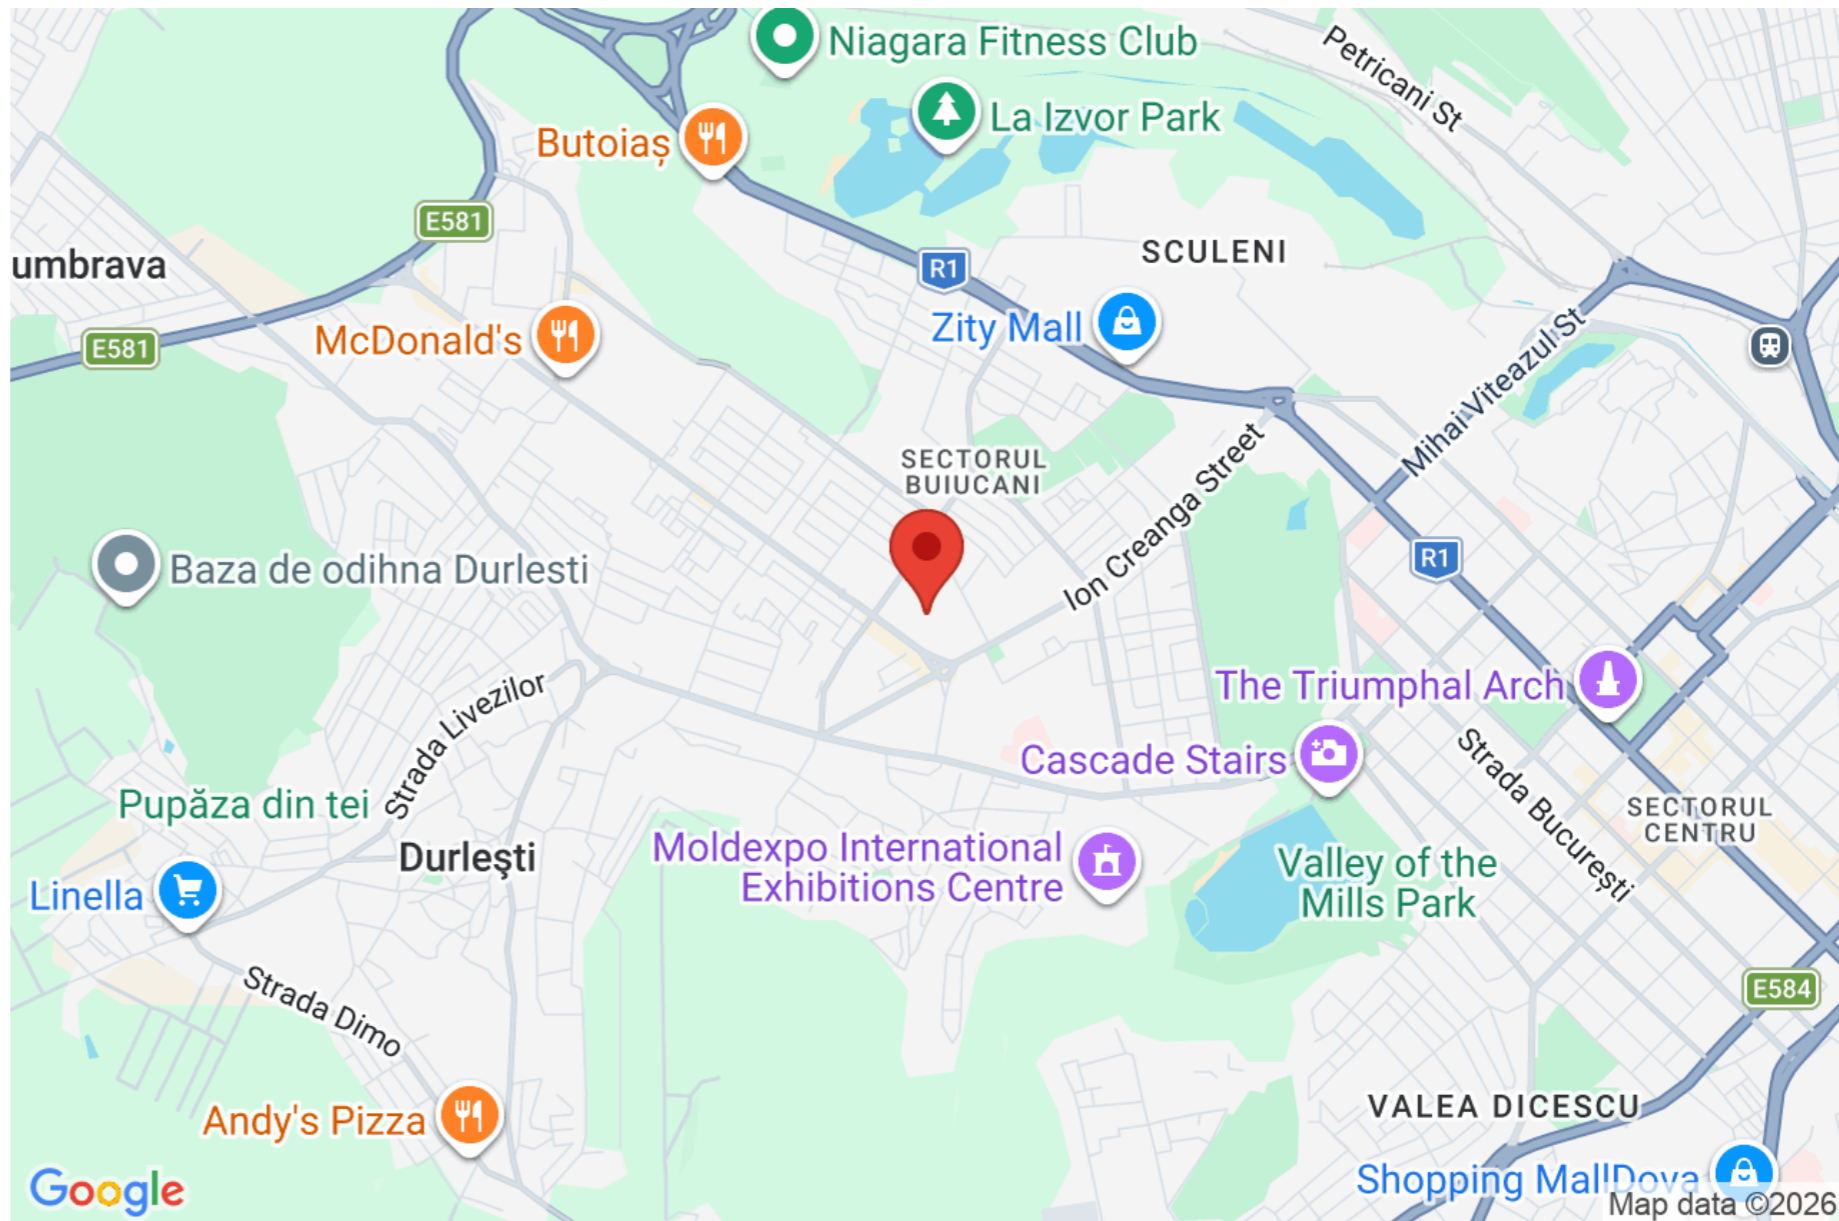 Niagara Fitness Club
Petricani St
La Izvor Park
Butoiaș
E581
umbrava
R1
SCULENI
Zity Mall
McDonald's
E581
Mihai Viteazul St
SECTORUL
BUIUCANI
Ion Creanga Street
Baza de odihna Durlesti
R1
The Triumphal Arch
Strada Livezilor
Cascade Stairs
Strada București
Pupăza din tei
SECTORUL
CENTRU
Durleşti
Moldexpo International
Exhibitions Centre
Valley of the
Mills Park
Linella
E584
Strada Dimo
VALEA DICESCU
Andy's Pizza
Shopping MallDova
Google
Map data ©2026